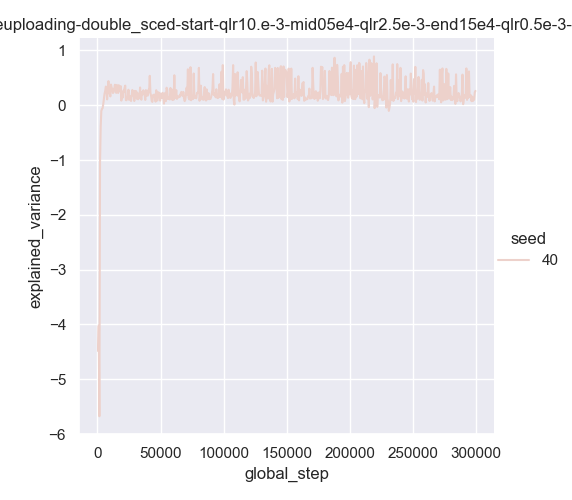 euploading-double_sced-start-qlr10.e-3-mid05e4-qlr2.5e-3-end15e4-qlr0.5e-3-
1
0
−1
−2
−3
−4
−5
−6
explained_variance
seed
40
0 50000 100000 150000 200000 250000 300000
global_step